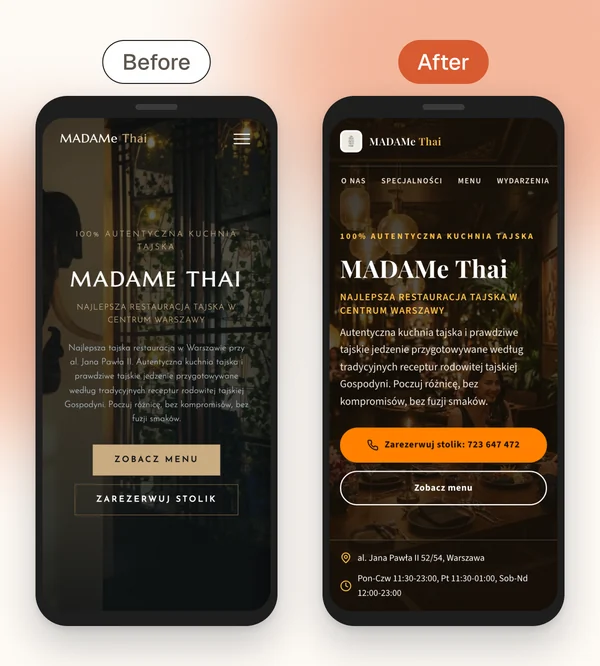 Before
MADAMe Thai
100% AUTENTYCZNA KUCHNIA
TAJSKA
MADAME THAI
NAJLEPSZA RESTAURACJA TAJSKA W
CENTRUM WARSZAWY
Najlepsza tajska restauracja w Warszawie przy
al. Jana Pawła II. Autentyczna kuchnia tajska i
prawdziwe tajskie jedzenie przygotowywane
według tradycyjnych receptur rodowitej tajskiej
Gospodyni. Poczuj różnicę, bez kompromisów, bez
fuzji smaków.
ZOBACZ MENU
ZAREZERWUJ STOLIK
After
MADAMe Thai
O NAS SPECJALNOŚCI MENU WYDARZENIA
100% AUTENTYCZNA KUCHNIA TAJSKA
MADAMe Thai
NAJLEPSZA RESTAURACJA TAJSKA W
CENTRUM WARSZAWY
Autentyczna kuchnia tajska i prawdziwe
tajskie jedzenie przygotowywane według
tradycyjnych receptur rodowitej tajskiej
Gospodyni. Poczuj różnicę, bez
kompromisów, bez fuzji smaków.
Zarezerwuj stolik: 723 647 472
Zobacz menu
al. Jana Pawła II 52/54, Warszawa
Pon-Czw 11:30-23:00, Pt 11:30-01:00, Sob-Nd
12:00-23:00